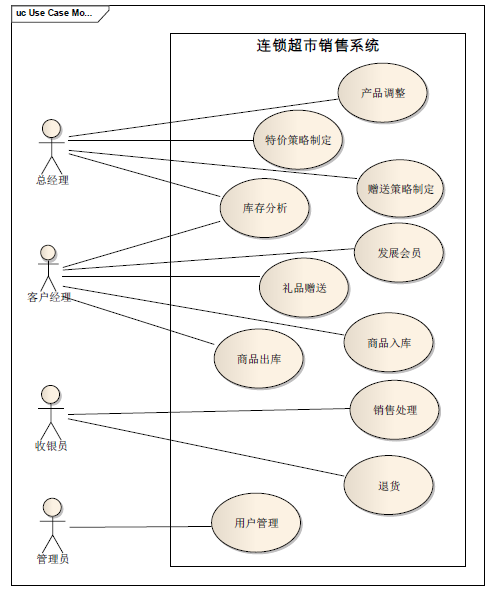 uc Use Case Mo...
连锁超市销售系统
产品调整
特价策略制定
总经理
赠送策略制定
库存分析
发展会员
客户经理
礼品赠送
商品入库
商品出库
销售处理
收银员
退货
用户管理
管理员